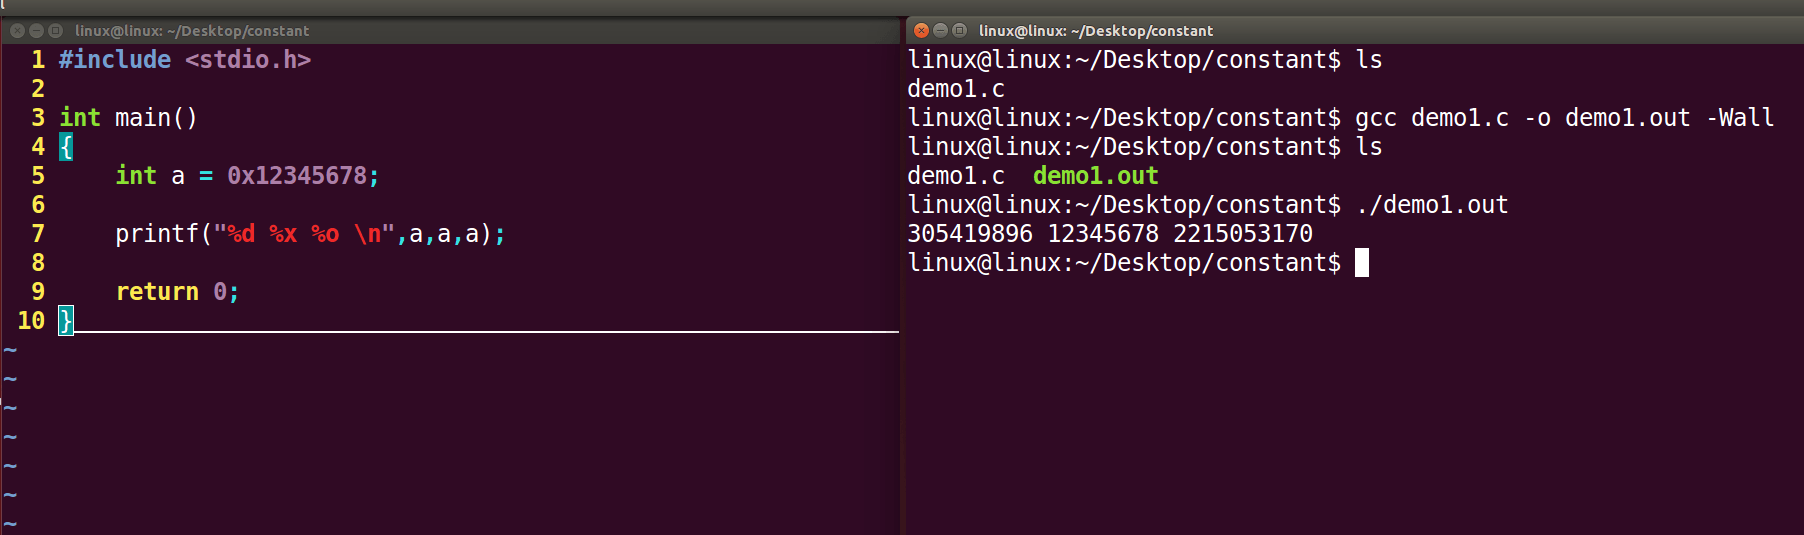 linux@linux: ~/Desktop/constant
1 #include <stdio.h>
2
3 int main()
4 {
5     int a = 0x12345678;
6
7     printf("%d %x %o \n",a,a,a);
8
9     return 0;
10 }
~
~
~
~
~
~
~
linux@linux: ~/Desktop/constant
linux@linux:~/Desktop/constant$ ls
demo1.c
linux@linux:~/Desktop/constant$ gcc demo1.c -o demo1.out -Wall
linux@linux:~/Desktop/constant$ ls
demo1.c  demo1.out
linux@linux:~/Desktop/constant$ ./demo1.out
305419896 12345678 2215053170
linux@linux:~/Desktop/constant$